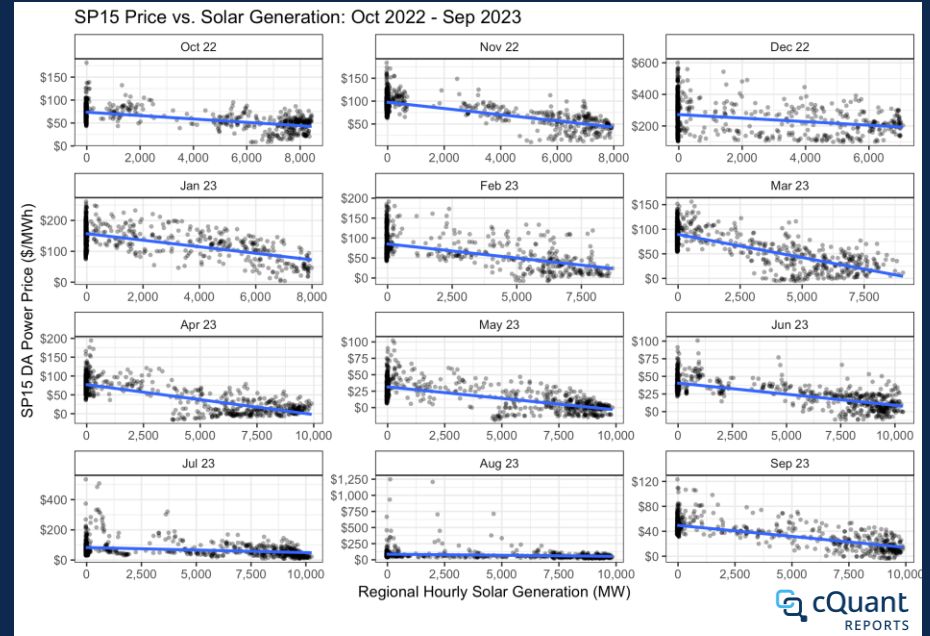 SP15 Price vs. Solar Generation: Oct 2022 - Sep 2023
Oct 22
Nov 22
Dec 22
$150
$100
$50
$0
0 2,000 4,000 6,000 8,000
$150
$100
$50
0 2,000 4,000 6,000 8,000
$600
$400
$200
0 2,000 4,000 6,000
Jan 23
Feb 23
Mar 23
$200
$100
$0
0 2,000 4,000 6,000 8,000
$200
$150
$100
$50
$0
0 2,500 5,000 7,500
$150
$100
$50
$0
0 2,500 5,000 7,500
SP15 DA Power Price ($/MWh)
Apr 23
May 23
Jun 23
$200
$150
$100
$50
$0
0 2,500 5,000 7,500 10,000
$100
$75
$50
$25
$0
0 2,500 5,000 7,500 10,000
$100
$75
$50
$25
$0
0 2,500 5,000 7,500 10,000
Jul 23
Aug 23
Sep 23
$400
$200
$0
0 2,500 5,000 7,500 10,000
$1,250
$1,000
$750
$500
$250
$0
0 2,500 5,000 7,500 10,000
$120
$80
$40
$0
0 2,500 5,000 7,500 10,000
Regional Hourly Solar Generation (MW)
cQuant
REPORTS